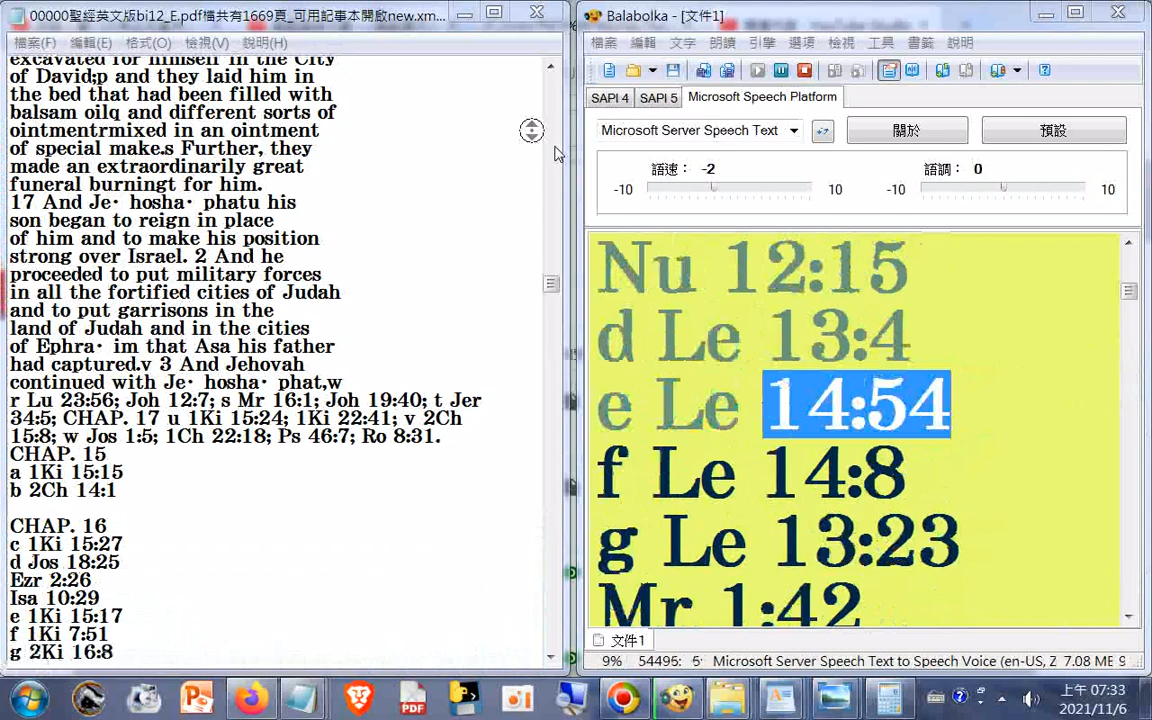 00000聖經英文版bi12_E.pdf檔共有1669頁_可用記事本開啟new.xm...
檔案(F) 編輯(E) 格式(O) 檢視(V) 說明(H)
excavated for himself in the City
of David;p and they laid him in
the bed that had been filled with
balsam oilq and different sorts of
ointmentrmixed in an ointment
of special make.s Further, they
made an extraordinarily great
funeral burningt for him.
17 And Je· hosha· phatu his
son began to reign in place
of him and to make his position
strong over Israel. 2 And he
proceeded to put military forces
in all the fortified cities of Judah
and to put garrisons in the
land of Judah and in the cities
of Ephra· im that Asa his father
had captured.v 3 And Jehovah
continued with Je· hosha· phat,w
r Lu 23:56; Joh 12:7; s Mr 16:1; Joh 19:40; t Jer
34:5; CHAP. 17 u 1Ki 15:24; 1Ki 22:41; v 2Ch
15:8; w Jos 1:5; 1Ch 22:18; Ps 46:7; Ro 8:31.
CHAP. 15
a 1Ki 15:15
b 2Ch 14:1
CHAP. 16
c 1Ki 15:27
d Jos 18:25
Ezr 2:26
Isa 10:29
e 1Ki 15:17
f 1Ki 7:51
g 2Ki 16:8
Balabolka - [文件1]
檔案 編輯 文字 朗讀 引擎 選項 檢視 工具 書籤 說明
SAPI 4 SAPI 5 Microsoft Speech Platform
Microsoft Server Speech Text 關於 預設
語速： -2 語調： 0
-10 10 -10 10
Nu 12:15
d Le 13:4
e Le 14:54
f Le 14:8
g Le 13:23
Mr 1:42
文件1
9% 54495: 5 Microsoft Server Speech Text to Speech Voice (en-US, Z 7.08 MB 9
上午 07:33
2021/11/6